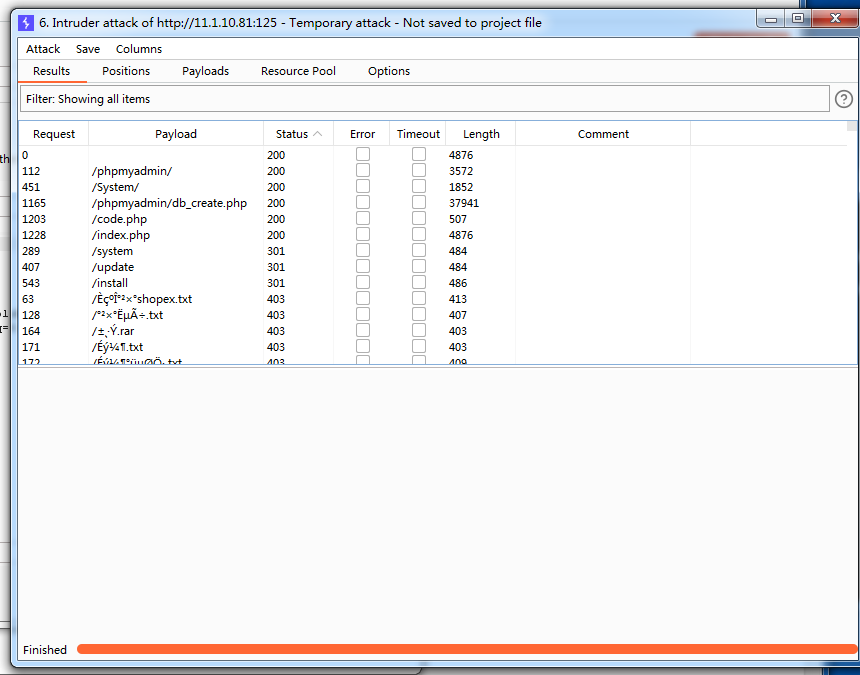 6. Intruder attack of http://11.1.10.81:125 - Temporary attack - Not saved to project file
Attack Save Columns
Results Positions Payloads Resource Pool Options
Filter: Showing all items
?
Request Payload Status Error Timeout Length Comment
0 200 4876
112 /phpmyadmin/ 200 3572
451 /System/ 200 1852
1165 /phpmyadmin/db_create.php 200 37941
1203 /code.php 200 507
1228 /index.php 200 4876
289 /system 301 484
407 /update 301 484
543 /install 301 486
63 /ÈçºÎ°²×°shopex.txt 403 413
128 /°²×°ËµÃ÷.txt 403 407
164 /±¸·Ý.rar 403 403
171 /Éý¼¶.txt 403 403
172 403 409
Finished